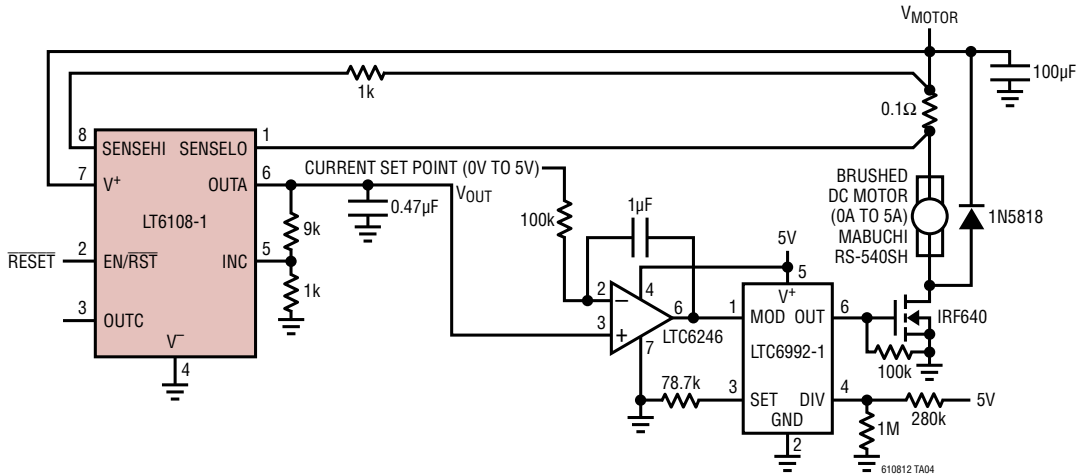 VMOTOR
1k
100µF
0.1Ω
8
SENSEHI
SENSELO
1
7
V+
OUTA
6
LT6108-1
RESET
2
EN/RST
INC
5
3
OUTC
V−
4
9k
1k
0.47µF
VOUT
CURRENT SET POINT (0V TO 5V)
100k
1µF
2
−
3
+
4
6
7
LTC6246
5V
5
V+
1
MOD
OUT
6
LTC6992-1
78.7k
3
SET
DIV
4
GND
2
BRUSHED
DC MOTOR
(0A TO 5A)
MABUCHI
RS-540SH
1N5818
IRF640
100k
280k
5V
1M
610812 TA04